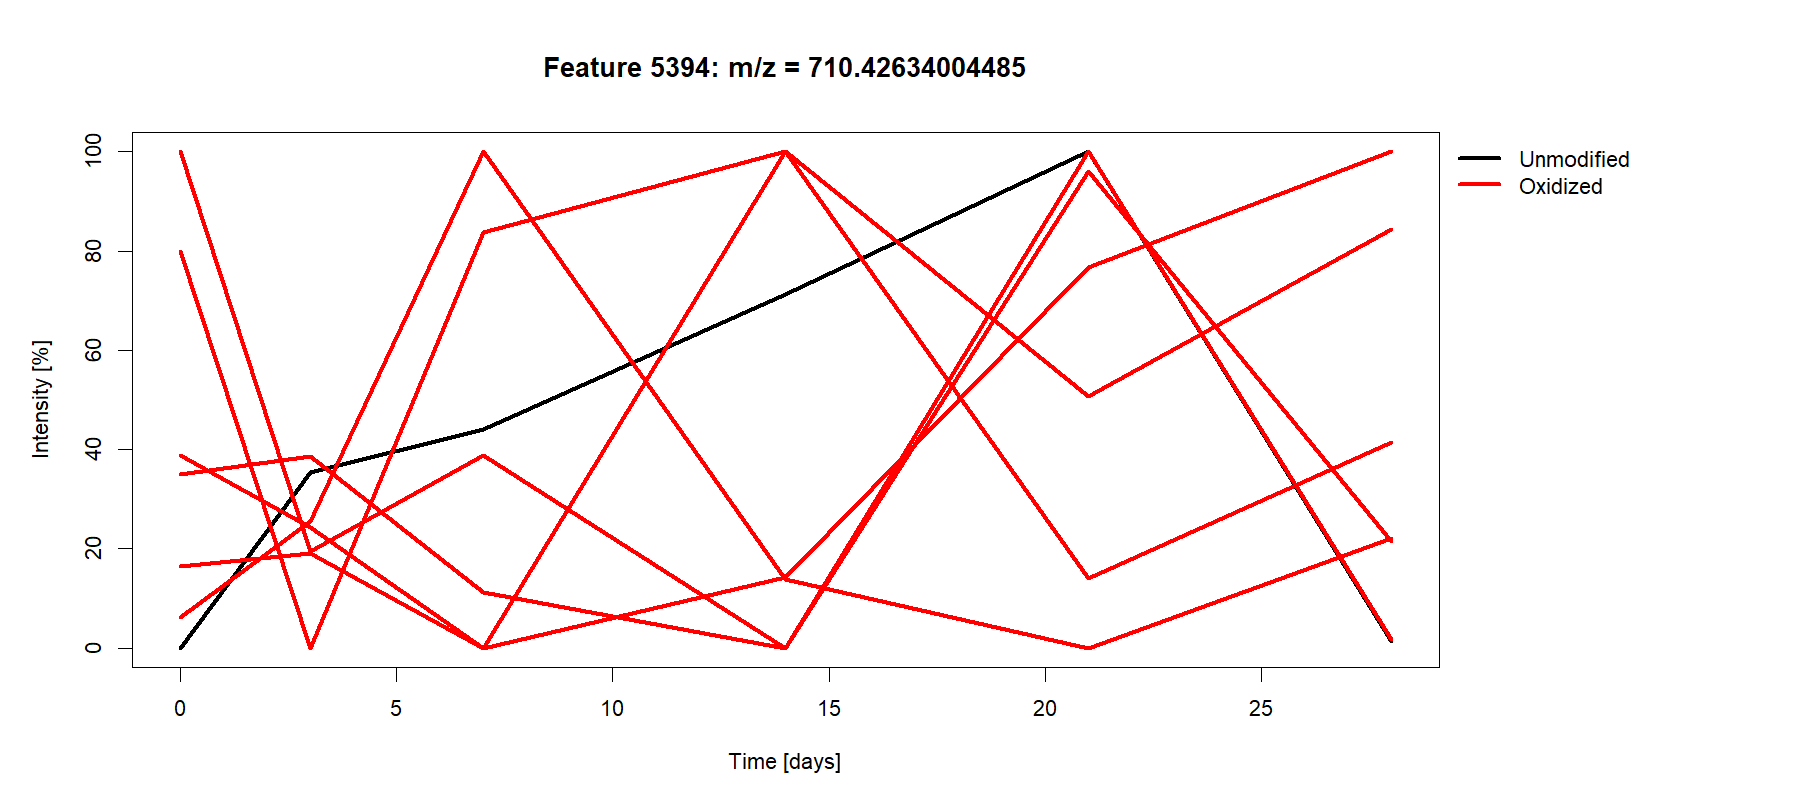 Feature 5394: m/z = 710.42634004485
Unmodified
Oxidized
Intensity [%]
100
80
60
40
20
0
0 5 10 15 20 25
Time [days]